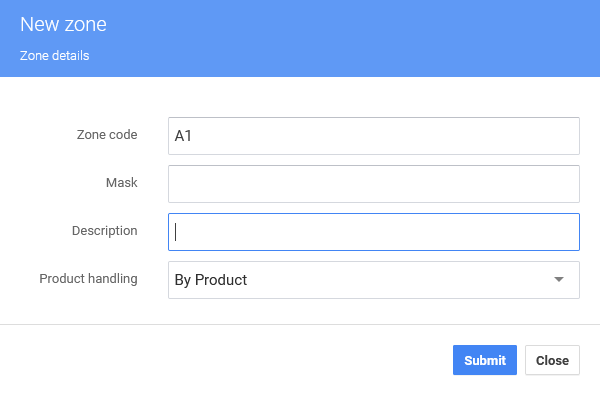 New zone
Zone details
Zone code
A1
Mask
Description
Product handling
By Product
Submit
Close